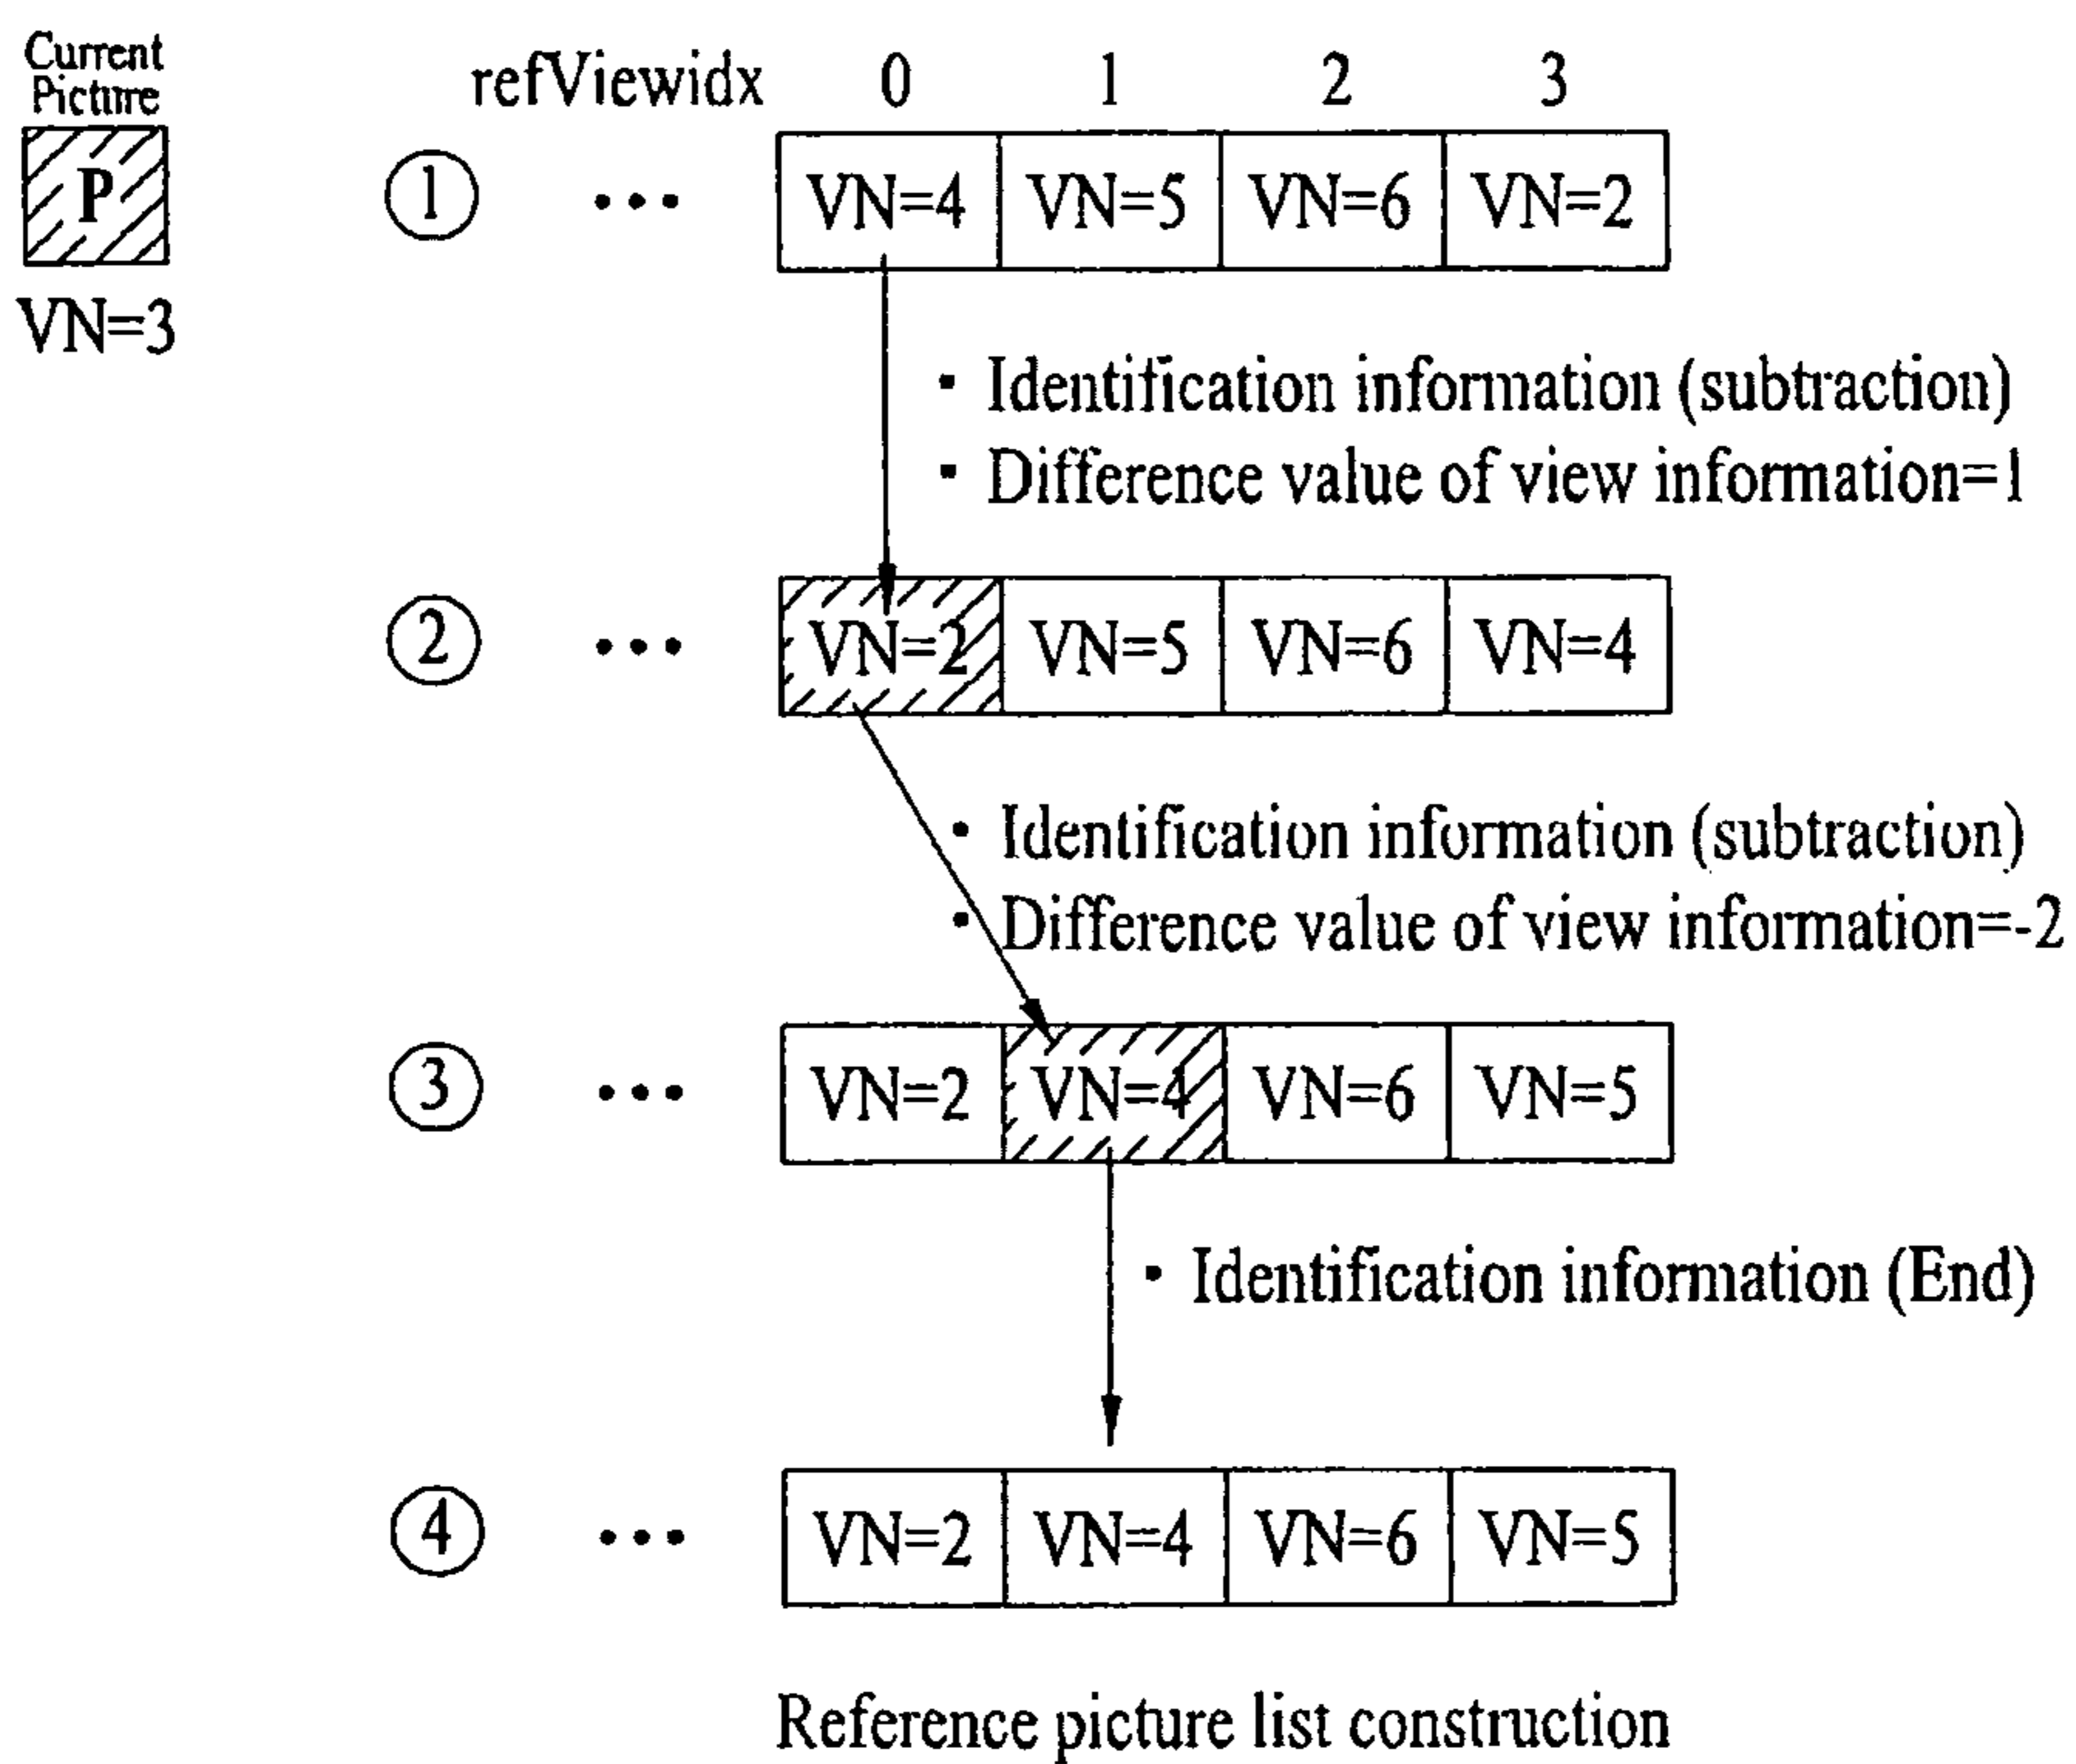 Current
Picture
P
VN=3
refViewidx 0 1 2 3
① ••• VN=4 VN=5 VN=6 VN=2
• Identification information (subtraction)
• Difference value of view information=1
② ••• VN=2 VN=5 VN=6 VN=4
• Identification information (subtraction)
• Difference value of view information=-2
③ ••• VN=2 VN=4 VN=6 VN=5
• Identification information (End)
④ ••• VN=2 VN=4 VN=6 VN=5
Reference picture list construction